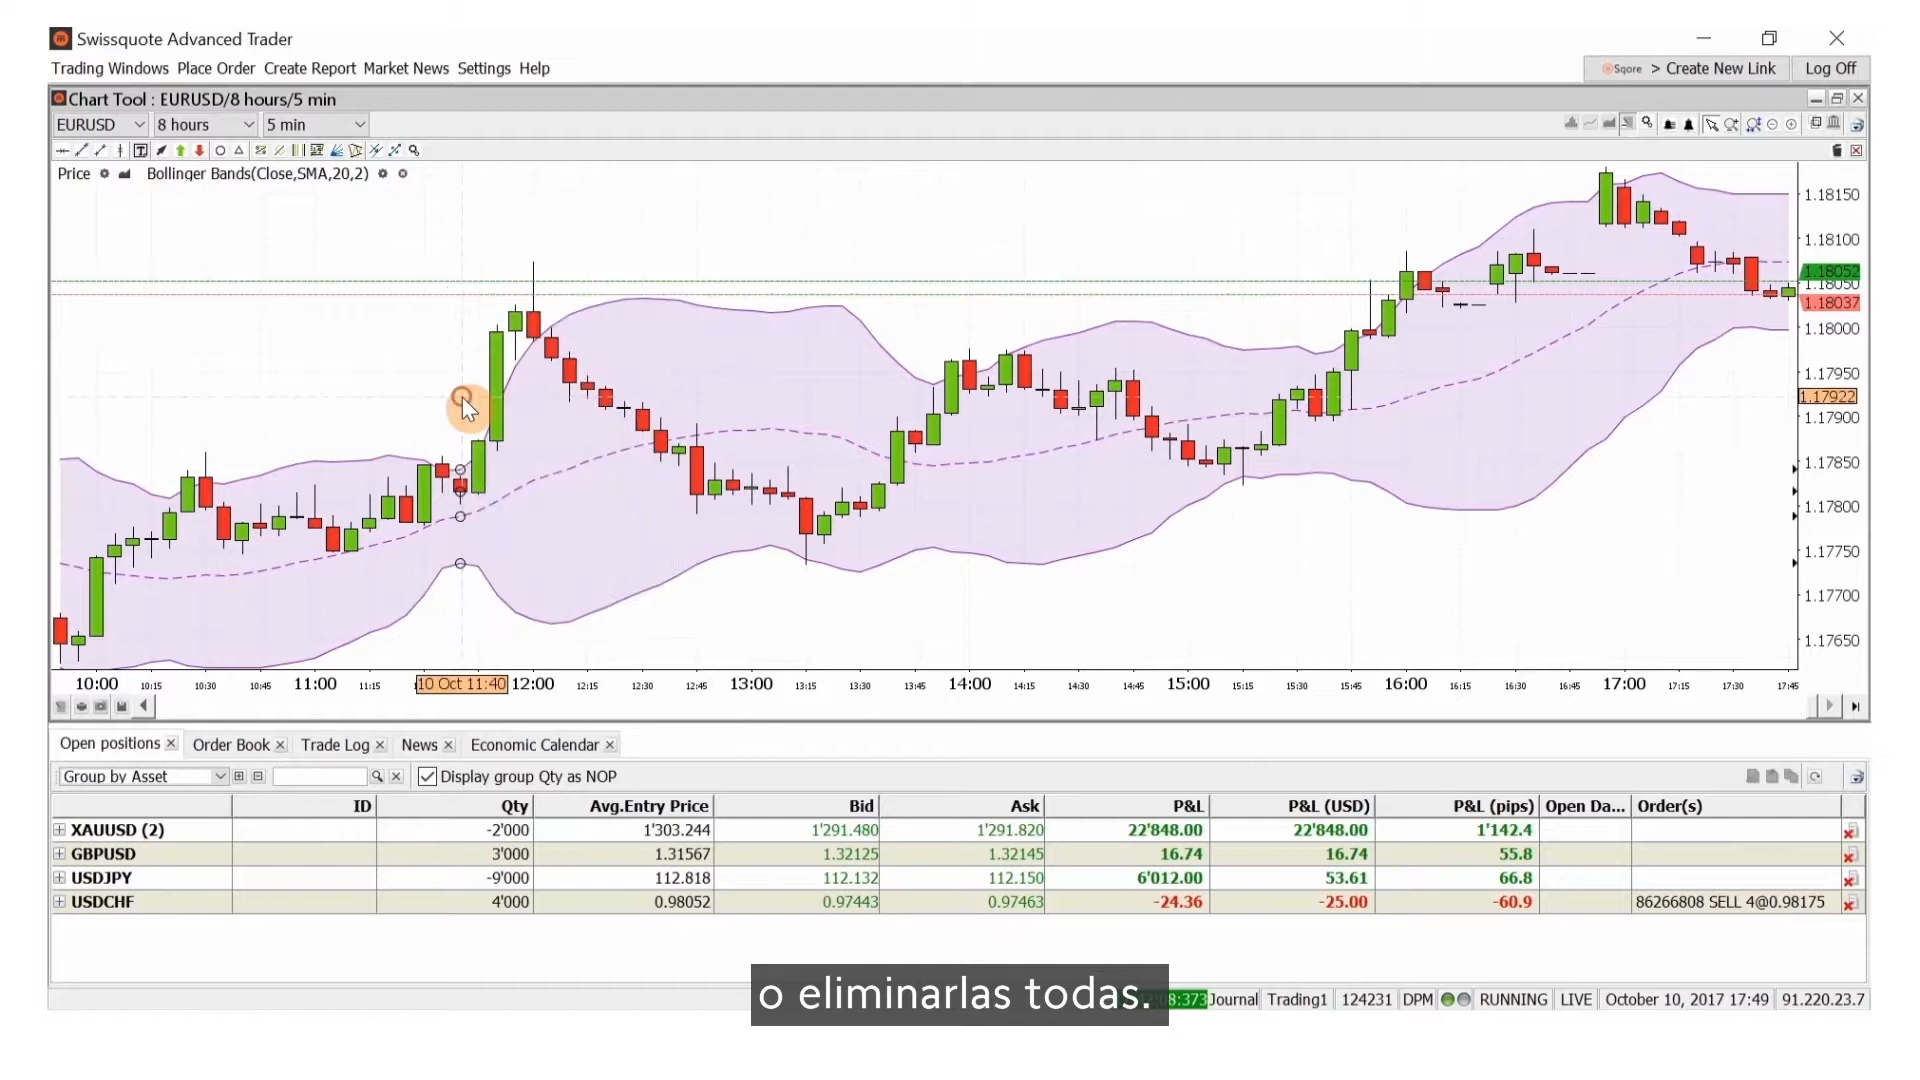 Swissquote Advanced Trader
Trading Windows Place Order Create Report Market News Settings Help
Sqore > Create New Link Log Off
Chart Tool : EURUSD/8 hours/5 min
EURUSD 8 hours 5 min
Price Bollinger Bands(Close,SMA,20,2)
1.18150
1.18100
1.18052
1.18050
1.18037
1.18000
1.17950
1.17922
1.17900
1.17850
1.17800
1.17750
1.17700
1.17650
10:00 10:15 10:30 10:45 11:00 11:15 10 Oct 11:40 12:00 12:15 12:30 12:45 13:00 13:15 13:30 13:45 14:00 14:15 14:30 14:45 15:00 15:15 15:30 15:45 16:00 16:15 16:30 16:45 17:00 17:15 17:30 17:45
Open positions Order Book Trade Log News Economic Calendar
Group by Asset Display group Qty as NOP
ID Qty Avg.Entry Price Bid Ask P&L P&L (USD) P&L (pips) Open Da... Order(s)
XAUUSD (2) -2'000 1'303.244 1'291.480 1'291.820 22'848.00 22'848.00 1'142.4
GBPUSD 3'000 1.31567 1.32125 1.32145 16.74 16.74 55.8
USDJPY -9'000 112.818 112.132 112.150 6'012.00 53.61 66.8
USDCHF 4'000 0.98052 0.97443 0.97463 -24.36 -25.00 -60.9 86266808 SELL 4@0.98175
o eliminarlas todas.
8:373 Journal Trading1 124231 DPM RUNNING LIVE October 10, 2017 17:49 91.220.23.7